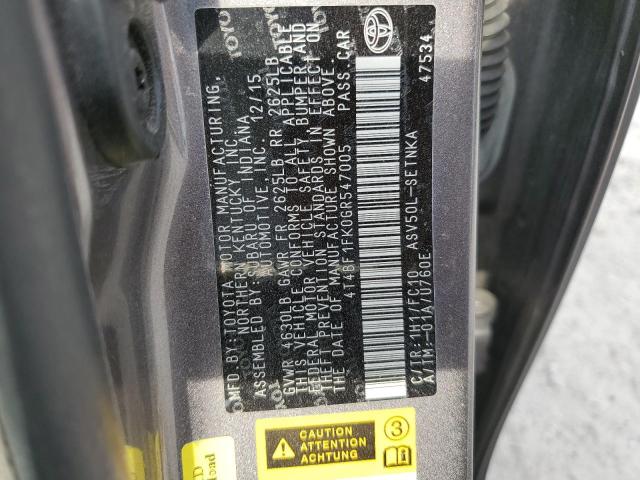 MFD BY: TOYOTA MOTOR MANUFACTURING,
NORTHERN KENTUCKY, INC.
ASSEMBLED BY: SUBARU OF INDIANA
AUTOMOTIVE, INC. 12/15
GVWR 4630LB GAWR FR 2625LB RR 2625LB
THIS VEHICLE CONFORMS TO ALL APPLICABLE
FEDERAL MOTOR VEHICLE SAFETY, BUMPER, AND
THEFT PREVENTION STANDARDS IN EFFECT ON
THE DATE OF MANUFACTURE SHOWN ABOVE.
4T4BF1FK0GR547005 PASS. CAR
C/TR:1H1/FC10 ASV50L-SETNKA
A/TM:-01A/U760E 47534
CAUTION
ATTENTION
ACHTUNG
3